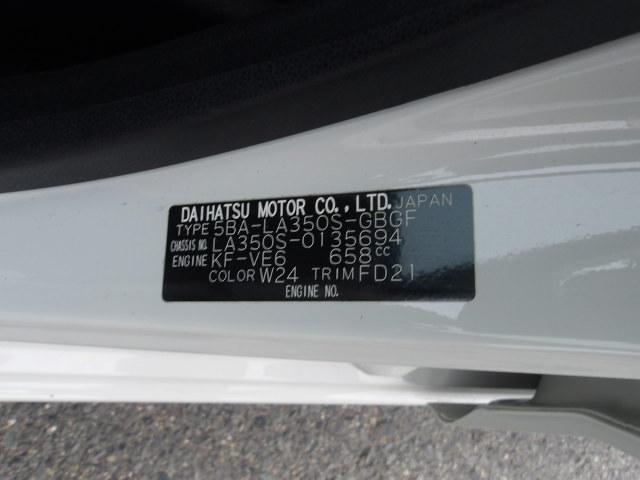 DAIHATSU MOTOR CO., LTD. JAPAN
TYPE 5BA-LA350S-GBGF
CHASSIS NO. LA350S-0135694
ENGINE KF-VE6 658cc
COLOR W24 TRIM FD21
ENGINE NO.